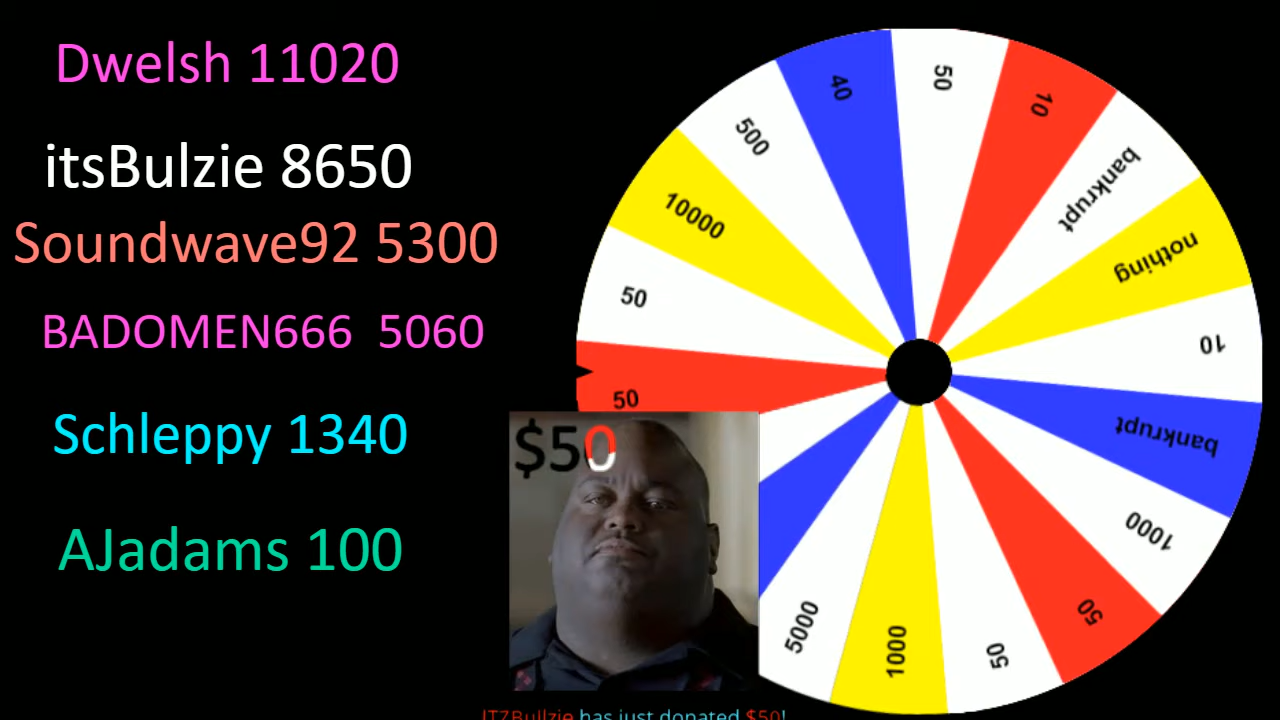 Dwelsh 11020
itsBulzie 8650
Soundwave92 5300
BADOMEN666 5060
Schleppy 1340
AJadams 100
40
50
10
bankrupt
nothing
10
bankrupt
1000
50
50
1000
5000
50
50
10000
500
$50
ITZBullzie has just donated $50!